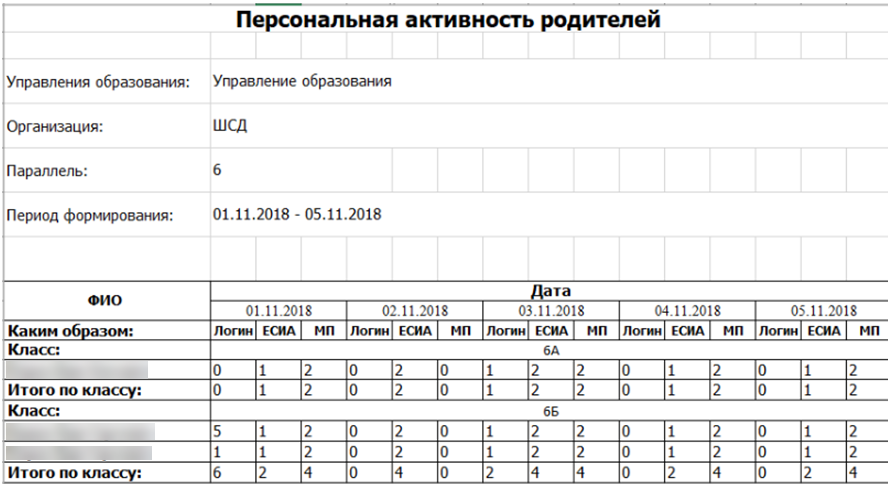 Персональная активность родителей
Управления образования: Управление образования
Организация: ШСД
Параллель: 6
Период формирования: 01.11.2018 - 05.11.2018
ФИО Дата
01.11.2018 02.11.2018 03.11.2018 04.11.2018 05.11.2018
Каким образом: Логин ЕСИА МП Логин ЕСИА МП Логин ЕСИА МП Логин ЕСИА МП Логин ЕСИА МП
Класс: 6А
0 1 2 0 2 0 1 2 2 0 1 2 0 1 2
Итого по классу: 0 1 2 0 2 0 1 2 2 0 1 2 0 1 2
Класс: 6Б
5 1 2 0 2 0 1 2 2 0 1 2 0 1 2
1 1 2 0 2 0 1 2 2 0 1 2 0 1 2
Итого по классу: 6 2 4 0 4 0 2 4 4 0 2 4 0 2 4